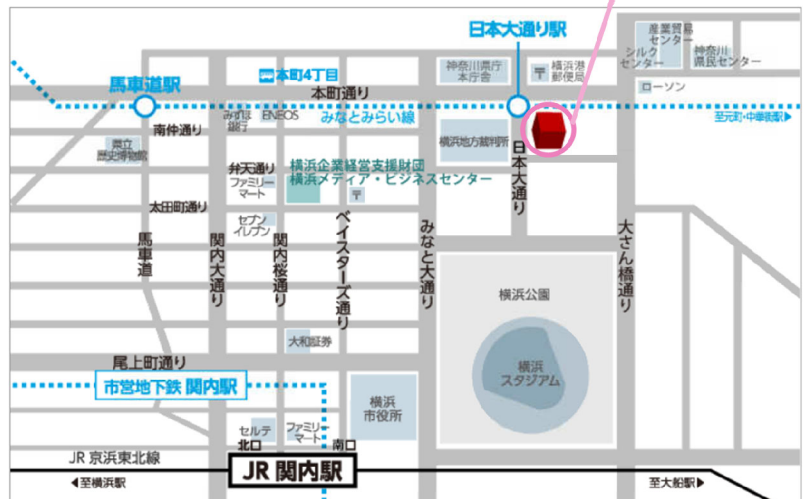 日本大通り駅
産業貿易
センター
シルク
センター
神奈川
県民センター
神奈川県庁
本庁舎
〒
横浜港
郵便局
馬車道駅
本町4丁目
本町通り
ローソン
みずほ
銀行
ENEOS
みなとみらい線
至元町・中華街駅▶
南仲通り
県立
歴史博物館
横浜地方裁判所
日本大通り
弁天通り
ファミリー
マート
横浜企業経営支援財団
横浜メディア・ビジネスセンター
〒
太田町通り
セブン
イレブン
馬車道
関内大通り
関内桜通り
ベイスターズ通り
みなと大通り
大さん橋通り
横浜公園
大和証券
横浜
スタジアム
尾上町通り
市営地下鉄 関内駅
横浜
市役所
セルテ
ファミリー
マート
北口
南口
JR 京浜東北線
JR 関内駅
◀至横浜駅
至大船駅▶